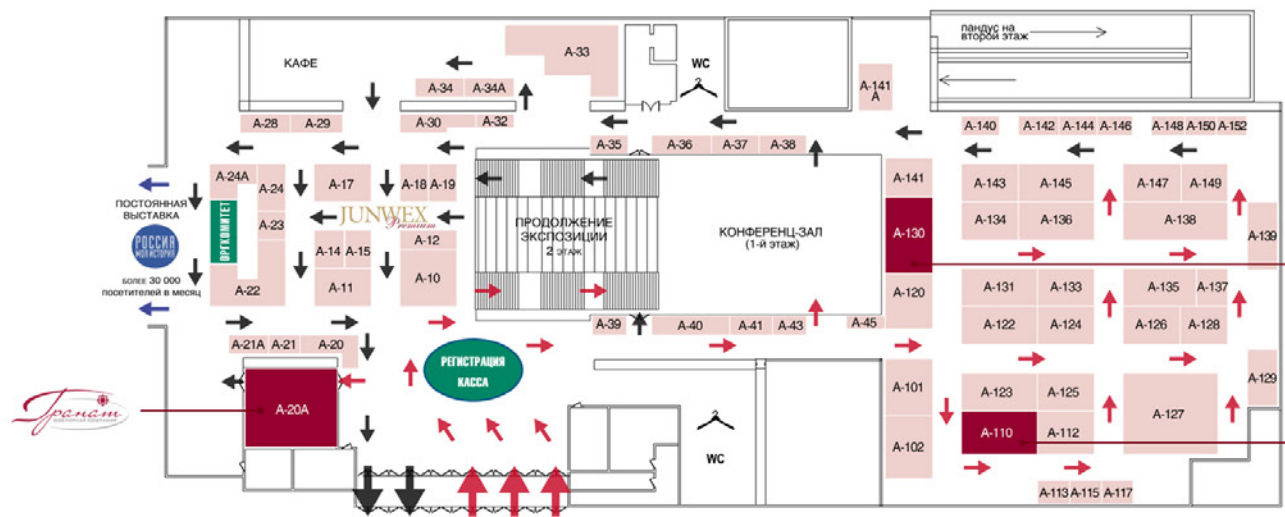 пандус на
второй этаж
А-33
КАФЕ
WC
А-34
А-34А
А-141
А
А-28
А-29
А-30
А-32
А-140
А-142
А-144
А-146
А-148
А-150
А-152
А-35
А-36
А-37
А-38
А-24А
А-24
А-17
А-18
А-19
А-141
А-143
А-145
А-147
А-149
ПОСТОЯННАЯ
ВЫСТАВКА
РОССИЯ
МОЯ ИСТОРИЯ
БОЛЕЕ 30 000
посетителей в месяц
ОРГКОМИТЕТ
А-23
JUNWEX
Premium
ПРОДОЛЖЕНИЕ
ЭКСПОЗИЦИИ
2 ЭТАЖ
КОНФЕРЕНЦ-ЗАЛ
(1-й этаж)
А-130
А-134
А-136
А-138
А-139
А-14
А-15
А-12
А-22
А-11
А-10
А-120
А-131
А-133
А-135
А-137
А-39
А-40
А-41
А-43
А-45
А-122
А-124
А-126
А-128
А-21А
А-21
А-20
РЕГИСТРАЦИЯ
КАССА
А-101
А-123
А-125
А-127
А-129
Гранат
А-20А
А-102
А-110
А-112
WC
А-113
А-115
А-117